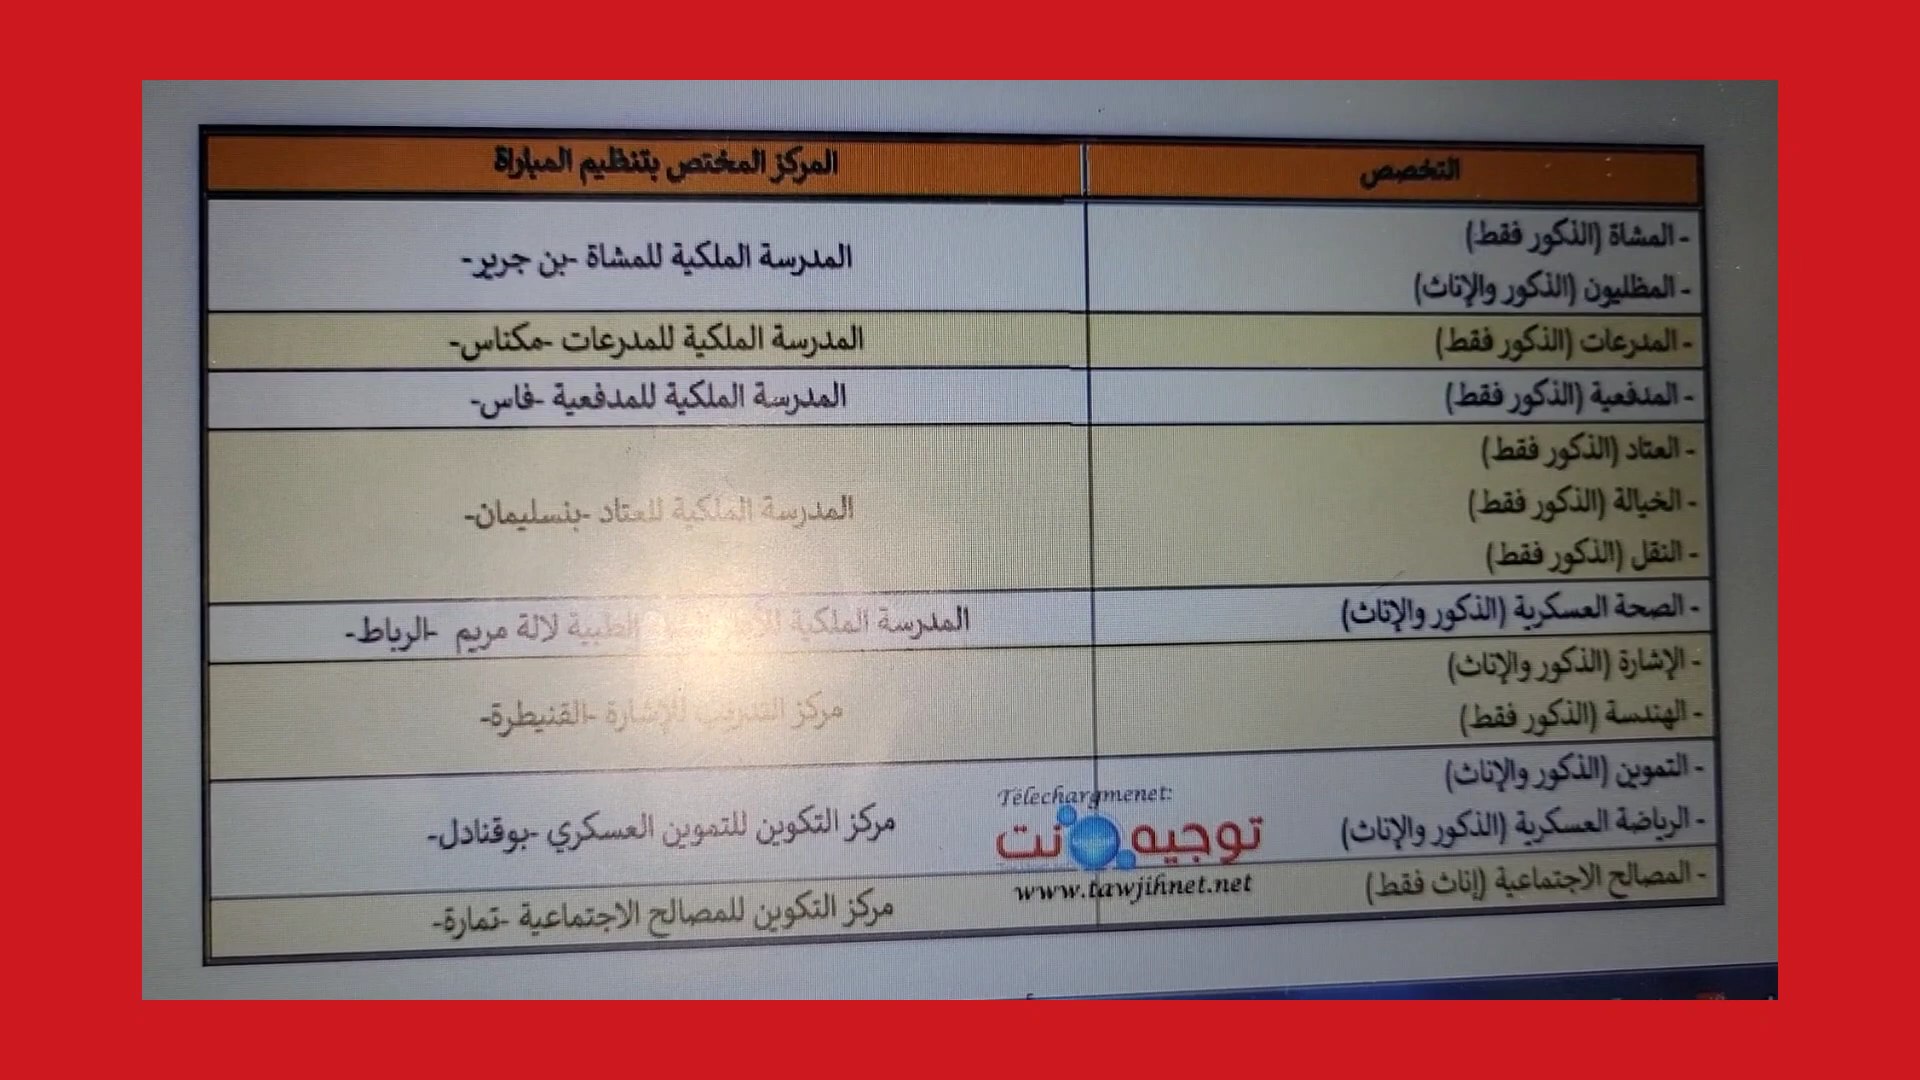 التخصص
المركز المختص بتنظيم المباراة
- المشاة (الذكور فقط)
- المظليون (الذكور والإناث)
المدرسة الملكية للمشاة -بن جرير-
- المدرعات (الذكور فقط)
المدرسة الملكية للمدرعات -مكناس-
- المدفعية (الذكور فقط)
المدرسة الملكية للمدفعية -فاس-
- العتاد (الذكور فقط)
- الخيالة (الذكور فقط)
- النقل (الذكور فقط)
المدرسة الملكية للعتاد -بنسليمان-
- الصحة العسكرية (الذكور والإناث)
المدرسة الملكية الطبية لالة مريم -الرباط-
- الإشارة (الذكور والإناث)
- الهندسة (الذكور فقط)
مركز التدريب للإشارة -القنيطرة-
- التموين (الذكور والإناث)
- الرياضة العسكرية (الذكور والإناث)
مركز التكوين للتموين العسكري -بوقنادل-
- المصالح الاجتماعية (إناث فقط)
مركز التكوين للمصالح الاجتماعية -تمارة-
Télechargmenet:
توجيه نت
www.tawjihnet.net